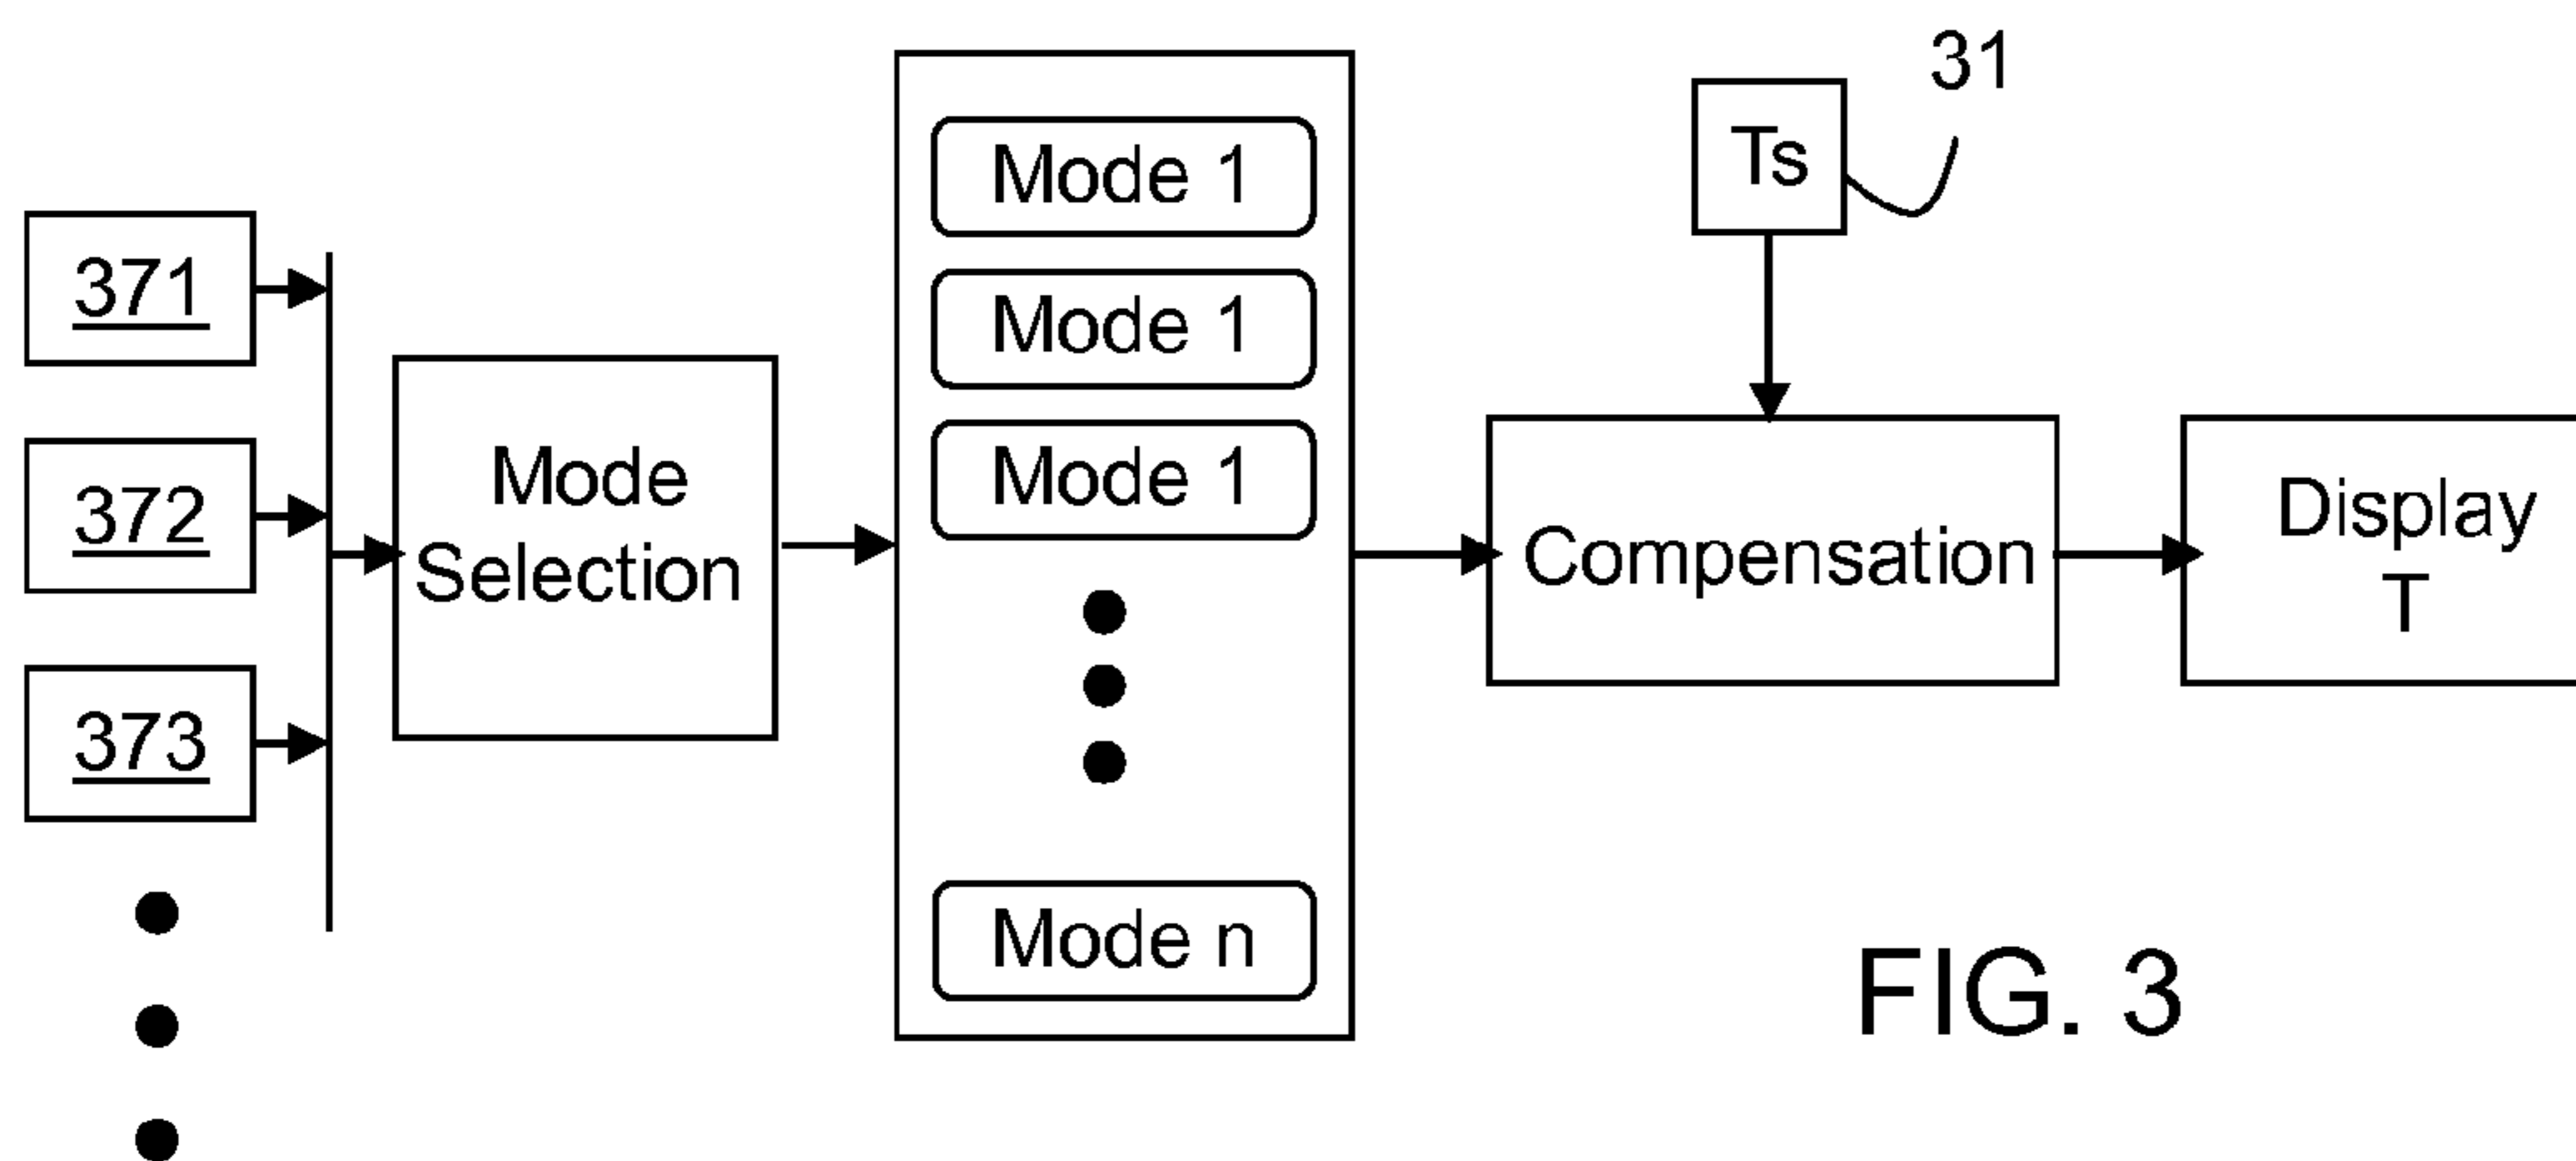 371
372
373
Mode
Selection
Mode 1
Mode 1
Mode 1
Mode n
31
Ts
Compensation
Display
T
FIG. 3